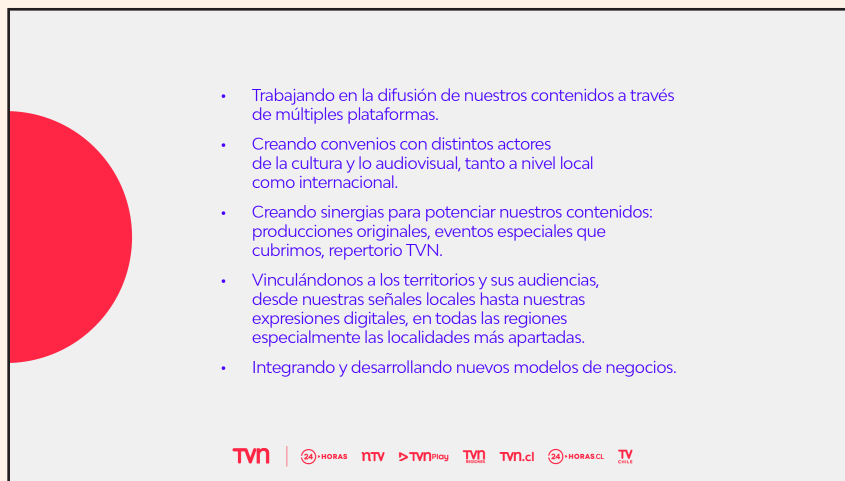 • Trabajando en la difusión de nuestros contenidos a través
de múltiples plataformas.
• Creando convenios con distintos actores
de la cultura y lo audiovisual, tanto a nivel local
como internacional.
• Creando sinergias para potenciar nuestros contenidos:
producciones originales, eventos especiales que
cubrimos, repertorio TVN.
• Vinculándonos a los territorios y sus audiencias,
desde nuestras señales locales hasta nuestras
expresiones digitales, en todas las regiones
especialmente las localidades más apartadas.
• Integrando y desarrollando nuevos modelos de negocios.
TVN | 24 HORAS NTV TVN Play TVN REGIONES TVN.cl 24 HORAS CL TV CHILE